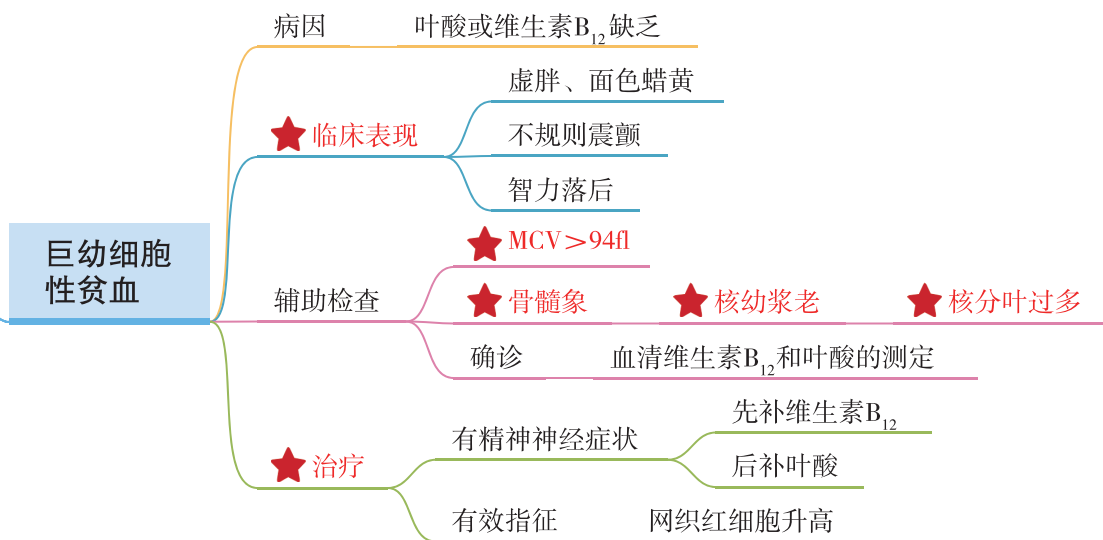 病因
叶酸或维生素B12缺乏
虚胖、面色蜡黄
临床表现
不规则震颤
智力落后
巨幼细胞
性贫血
MCV＞94fl
辅助检查
骨髓象
核幼浆老
核分叶过多
确诊
血清维生素B12和叶酸的测定
先补维生素B12
有精神神经症状
治疗
后补叶酸
有效指征
网织红细胞升高